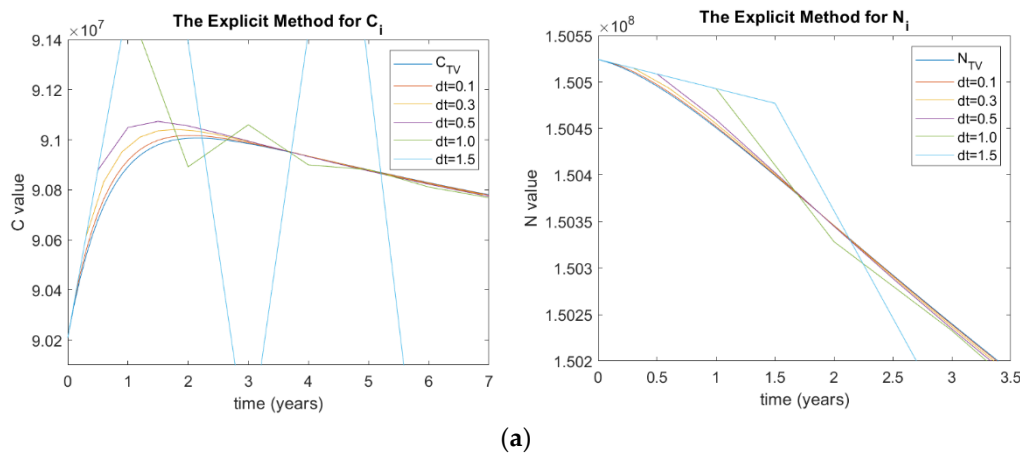 The Explicit Method for Ci
×10^7
9.14
9.12
9.1
9.08
9.06
9.04
9.02
C value
0 1 2 3 4 5 6 7
time (years)
CTV
dt=0.1
dt=0.3
dt=0.5
dt=1.0
dt=1.5
The Explicit Method for Ni
×10^8
1.5055
1.505
1.5045
1.504
1.5035
1.503
1.5025
1.502
N value
0 0.5 1 1.5 2 2.5 3 3.5
time (years)
NTV
dt=0.1
dt=0.3
dt=0.5
dt=1.0
dt=1.5
(a)